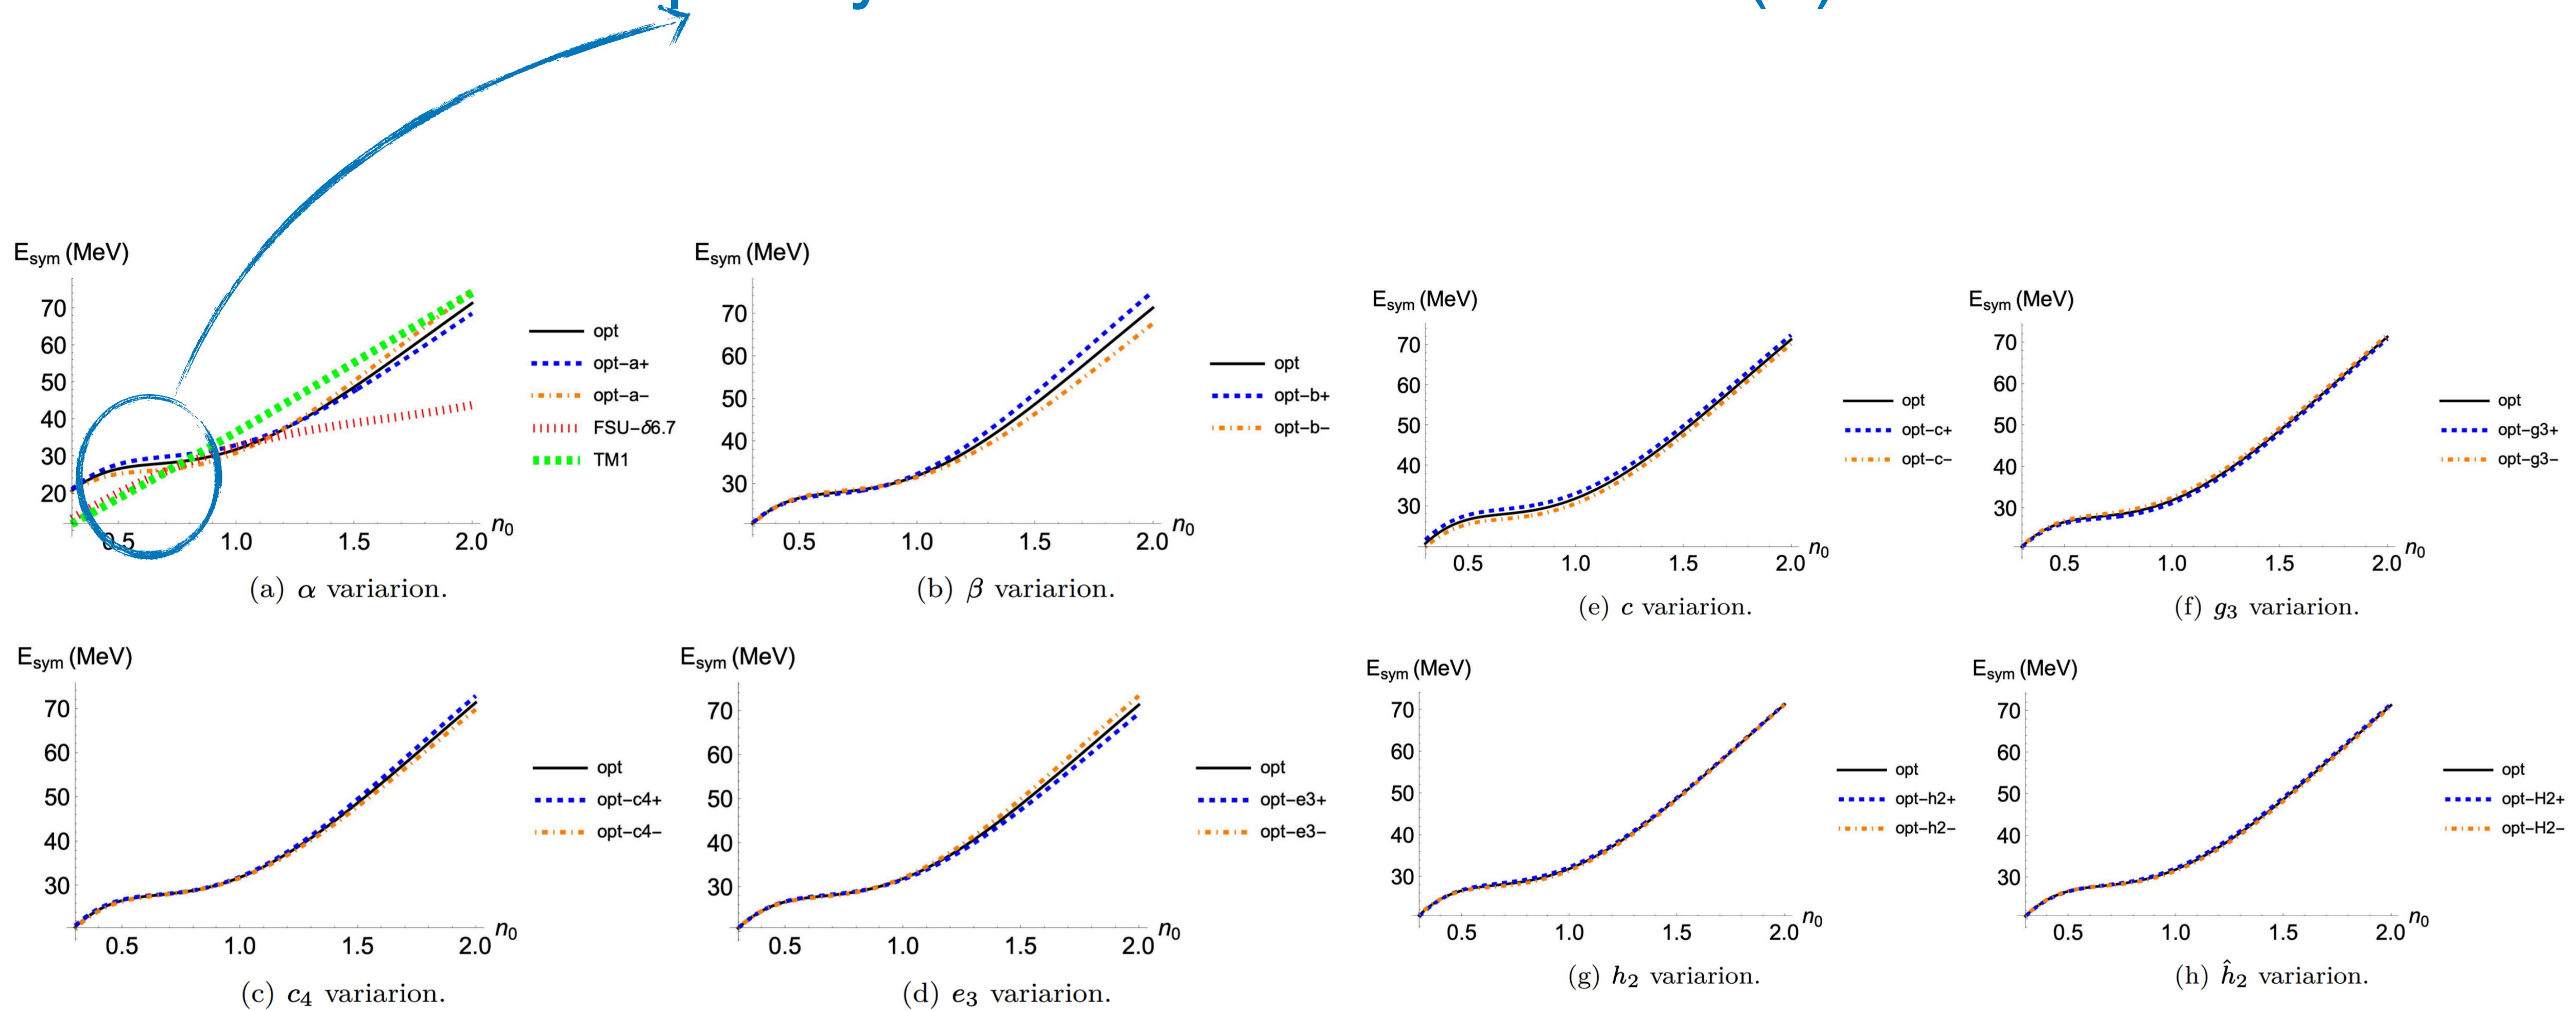 E_sym (MeV)
70
60
50
40
30
20
0.5
1.0
1.5
2.0
n_0
opt
opt-a+
opt-a-
FSU-δ6.7
TM1
(a) α variarion.
E_sym (MeV)
70
60
50
40
30
0.5
1.0
1.5
2.0
n_0
opt
opt-b+
opt-b-
(b) β variarion.
E_sym (MeV)
70
60
50
40
30
0.5
1.0
1.5
2.0
n_0
opt
opt-c+
opt-c-
(e) c variarion.
E_sym (MeV)
70
60
50
40
30
0.5
1.0
1.5
2.0
n_0
opt
opt-g3+
opt-g3-
(f) g_3 variarion.
E_sym (MeV)
70
60
50
40
30
0.5
1.0
1.5
2.0
n_0
opt
opt-c4+
opt-c4-
(c) c_4 variarion.
E_sym (MeV)
70
60
50
40
30
0.5
1.0
1.5
2.0
n_0
opt
opt-e3+
opt-e3-
(d) e_3 variarion.
E_sym (MeV)
70
60
50
40
30
0.5
1.0
1.5
2.0
n_0
opt
opt-h2+
opt-h2-
(g) h_2 variarion.
E_sym (MeV)
70
60
50
40
30
0.5
1.0
1.5
2.0
n_0
opt
opt-H2+
opt-H2-
(h) ĥ_2 variarion.